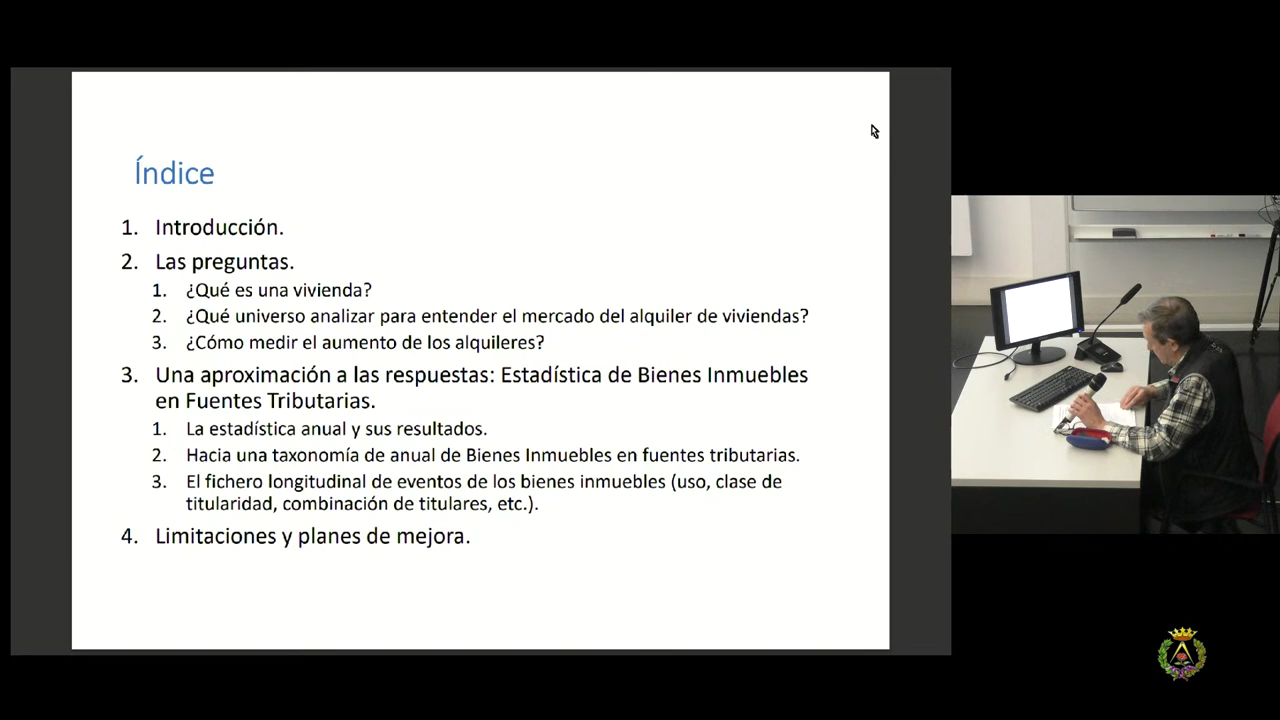 Índice
1. Introducción.
2. Las preguntas.
1. ¿Qué es una vivienda?
2. ¿Qué universo analizar para entender el mercado del alquiler de viviendas?
3. ¿Cómo medir el aumento de los alquileres?
3. Una aproximación a las respuestas: Estadística de Bienes Inmuebles
en Fuentes Tributarias.
1. La estadística anual y sus resultados.
2. Hacia una taxonomía de anual de Bienes Inmuebles en fuentes tributarias.
3. El fichero longitudinal de eventos de los bienes inmuebles (uso, clase de
titularidad, combinación de titulares, etc.).
4. Limitaciones y planes de mejora.